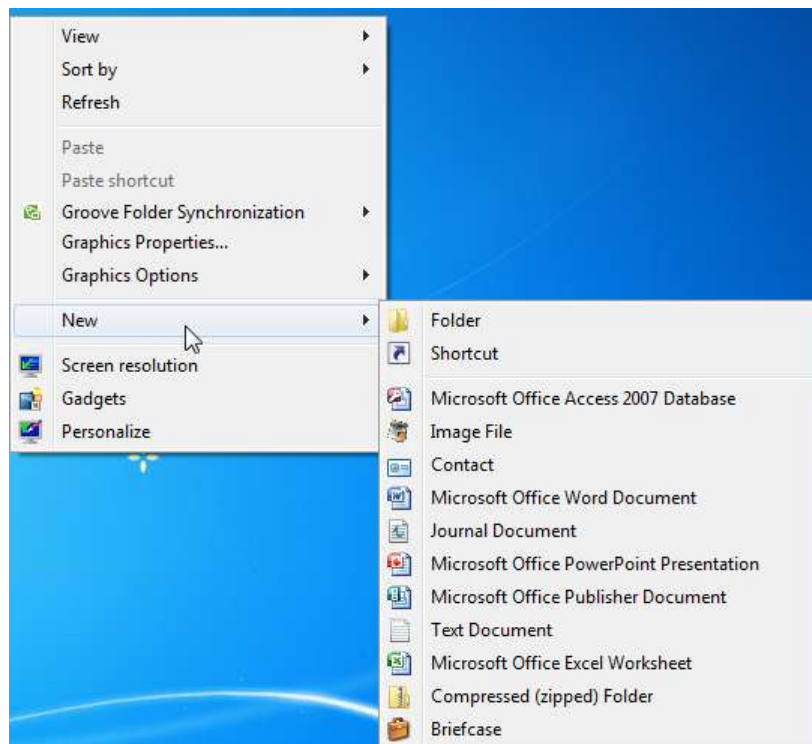 View
Sort by
Refresh
Paste
Paste shortcut
Groove Folder Synchronization
Graphics Properties...
Graphics Options
New
Screen resolution
Gadgets
Personalize
Folder
Shortcut
Microsoft Office Access 2007 Database
Image File
Contact
Microsoft Office Word Document
Journal Document
Microsoft Office PowerPoint Presentation
Microsoft Office Publisher Document
Text Document
Microsoft Office Excel Worksheet
Compressed (zipped) Folder
Briefcase